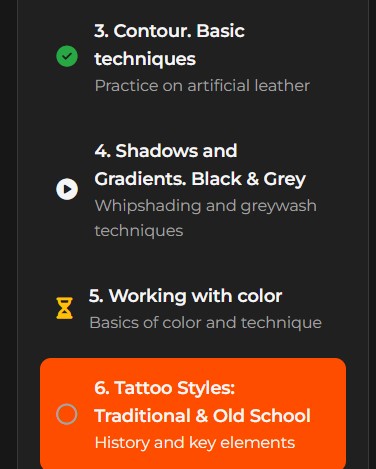 3. Contour. Basic
techniques
Practice on artificial leather
4. Shadows and
Gradients. Black & Grey
Whipshading and greywash
techniques
5. Working with color
Basics of color and technique
6. Tattoo Styles:
Traditional & Old School
History and key elements